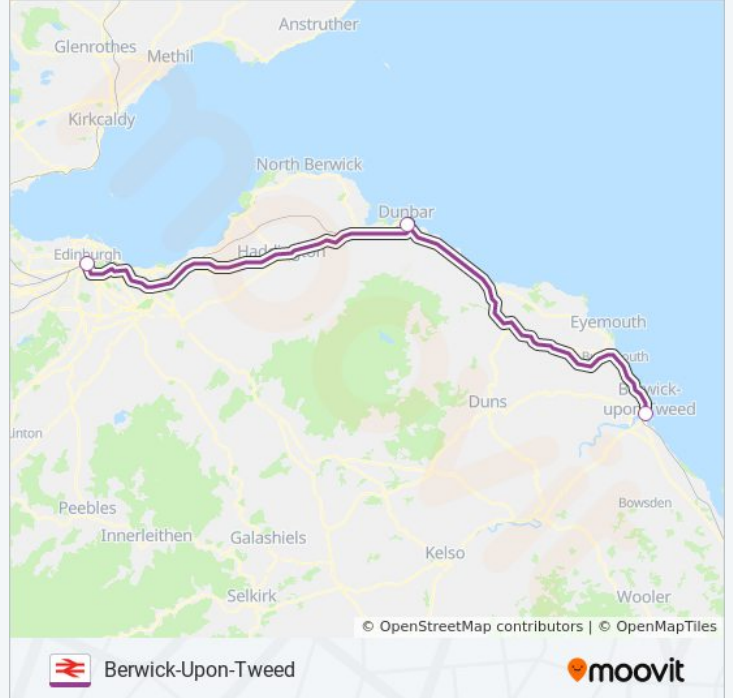 Anstruther
Glenrothes
Methil
Kirkcaldy
North Berwick
Dunbar
Edinburgh
Haddington
Eyemouth
Berwick-
upon-Tweed
Duns
Bowsden
Peebles
Innerleithen
Galashiels
Kelso
Selkirk
Wooler
© OpenStreetMap contributors | © OpenMapTiles
Berwick-Upon-Tweed
moovit